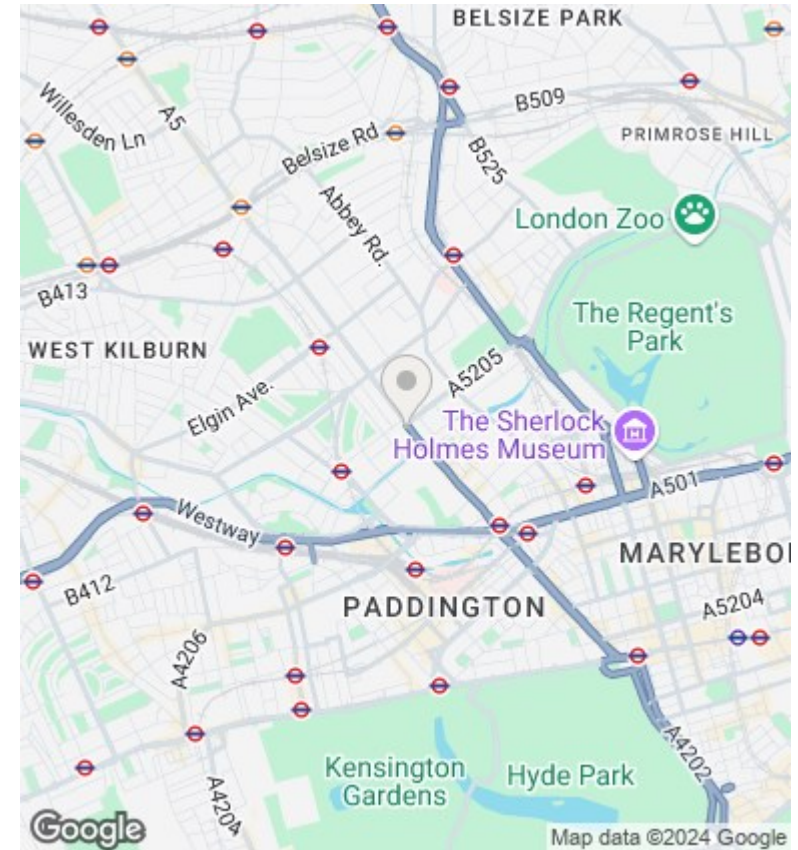 BELSIZE PARK
Willesden Ln
A5
B509
Belsize Rd
B525
PRIMROSE HILL
Abbey Rd.
London Zoo
B413
The Regent's
Park
WEST KILBURN
A5205
Elgin Ave.
The Sherlock
Holmes Museum
A501
Westway
MARYLEBO
B412
A5204
PADDINGTON
A4206
A4202
Kensington
Gardens
Hyde Park
A4204
Google
Map data ©2024 Google